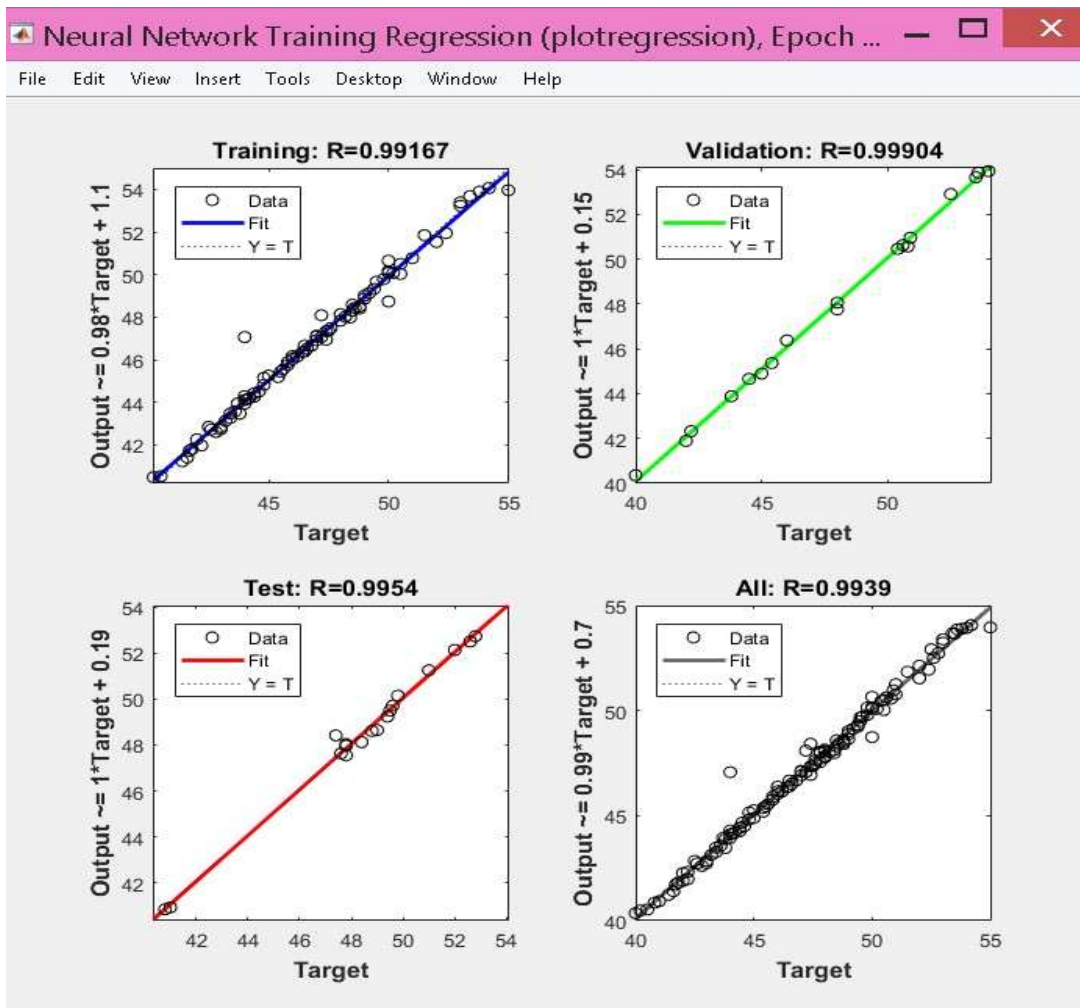 Neural Network Training Regression (plotregression), Epoch ...
File Edit View Insert Tools Desktop Window Help
Training: R=0.99167
Output ~= 0.98*Target + 1.1
Data
Fit
Y = T
54
52
50
48
46
44
42
45 50 55
Target
Validation: R=0.99904
Output ~= 1*Target + 0.15
Data
Fit
Y = T
54
52
50
48
46
44
42
40
40 45 50
Target
Test: R=0.9954
Output ~= 1*Target + 0.19
Data
Fit
Y = T
54
52
50
48
46
44
42
42 44 46 48 50 52 54
Target
All: R=0.9939
Output ~= 0.99*Target + 0.7
Data
Fit
Y = T
55
50
45
40
40 45 50 55
Target